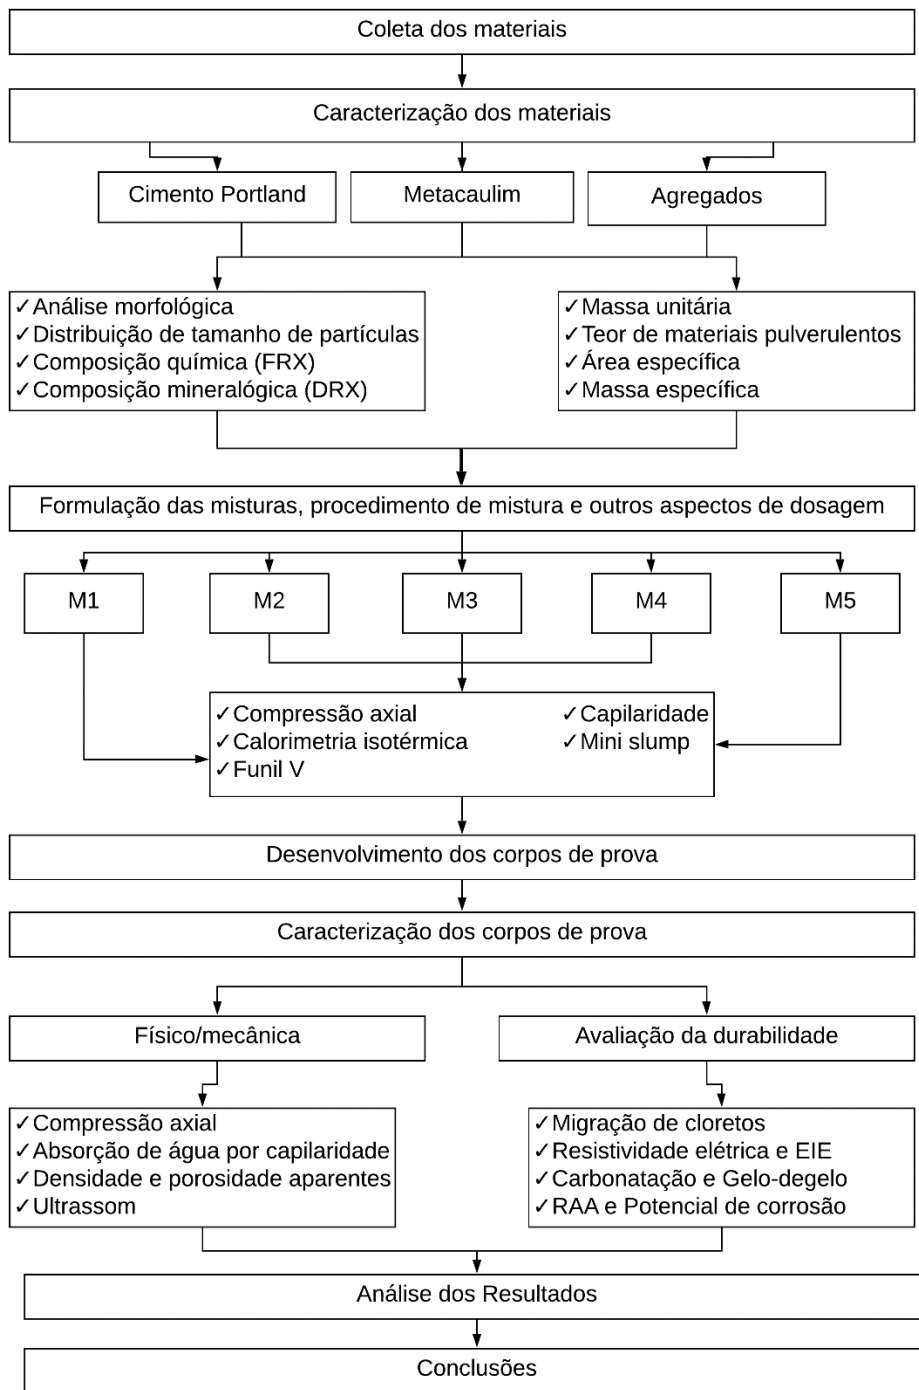 Coleta dos materiais
Caracterização dos materiais
Cimento Portland
Metacaulim
Agregados
✓Análise morfológica
✓Distribuição de tamanho de partículas
✓Composição química (FRX)
✓Composição mineralógica (DRX)
✓Massa unitária
✓Teor de materiais pulverulentos
✓Área específica
✓Massa específica
Formulação das misturas, procedimento de mistura e outros aspectos de dosagem
M1
M2
M3
M4
M5
✓Compressão axial
✓Calorimetria isotérmica
✓Funil V
✓Capilaridade
✓Mini slump
Desenvolvimento dos corpos de prova
Caracterização dos corpos de prova
Físico/mecânica
Avaliação da durabilidade
✓Compressão axial
✓Absorção de água por capilaridade
✓Densidade e porosidade aparentes
✓Ultrassom
✓Migração de cloretos
✓Resistividade elétrica e EIE
✓Carbonatação e Gelo-degelo
✓RAA e Potencial de corrosão
Análise dos Resultados
Conclusões